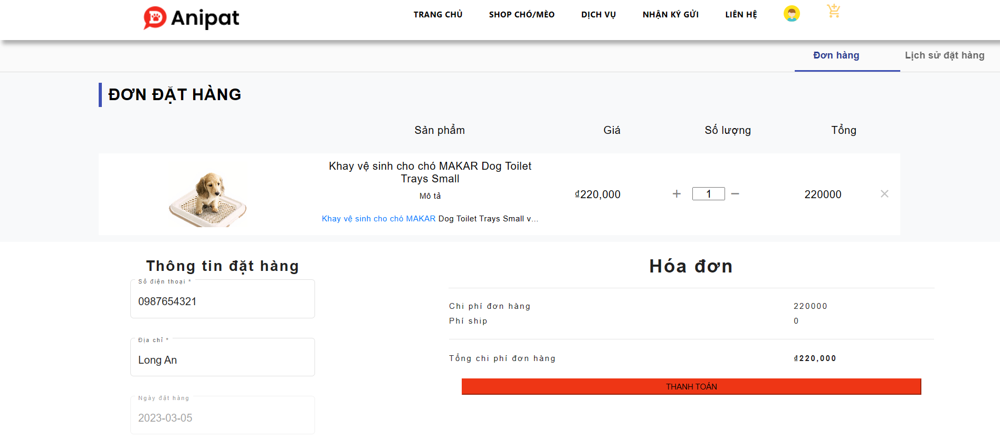 Anipat
TRANG CHỦ SHOP CHÓ/MÈO DỊCH VỤ NHẬN KÝ GỬI LIÊN HỆ
Đơn hàng Lịch sử đặt hàng
ĐƠN ĐẶT HÀNG
Sản phẩm Giá Số lượng Tổng
Khay vệ sinh cho chó MAKAR Dog Toilet
Trays Small
Mô tả
₫220,000 + 1 − 220000 ×
Khay vệ sinh cho chó MAKAR Dog Toilet Trays Small v...
Thông tin đặt hàng
Số điện thoại *
0987654321
Địa chỉ *
Long An
Ngày đặt hàng
2023-03-05
Hóa đơn
Chi phí đơn hàng 220000
Phí ship 0
Tổng chi phí đơn hàng ₫220,000
THANH TOÁN